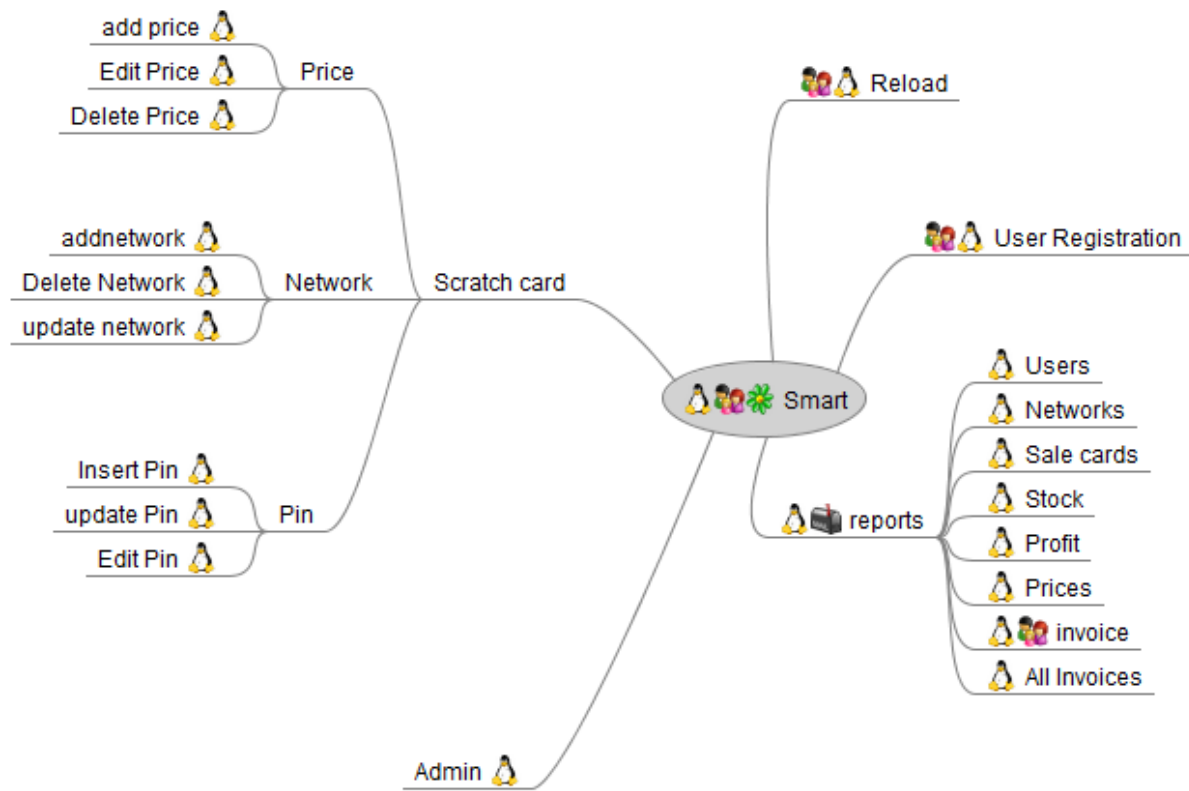 add price
Edit Price
Delete Price
Price
addnetwork
Delete Network
update network
Network
Insert Pin
update Pin
Edit Pin
Pin
Scratch card
Admin
Smart
Reload
User Registration
reports
Users
Networks
Sale cards
Stock
Profit
Prices
invoice
All Invoices